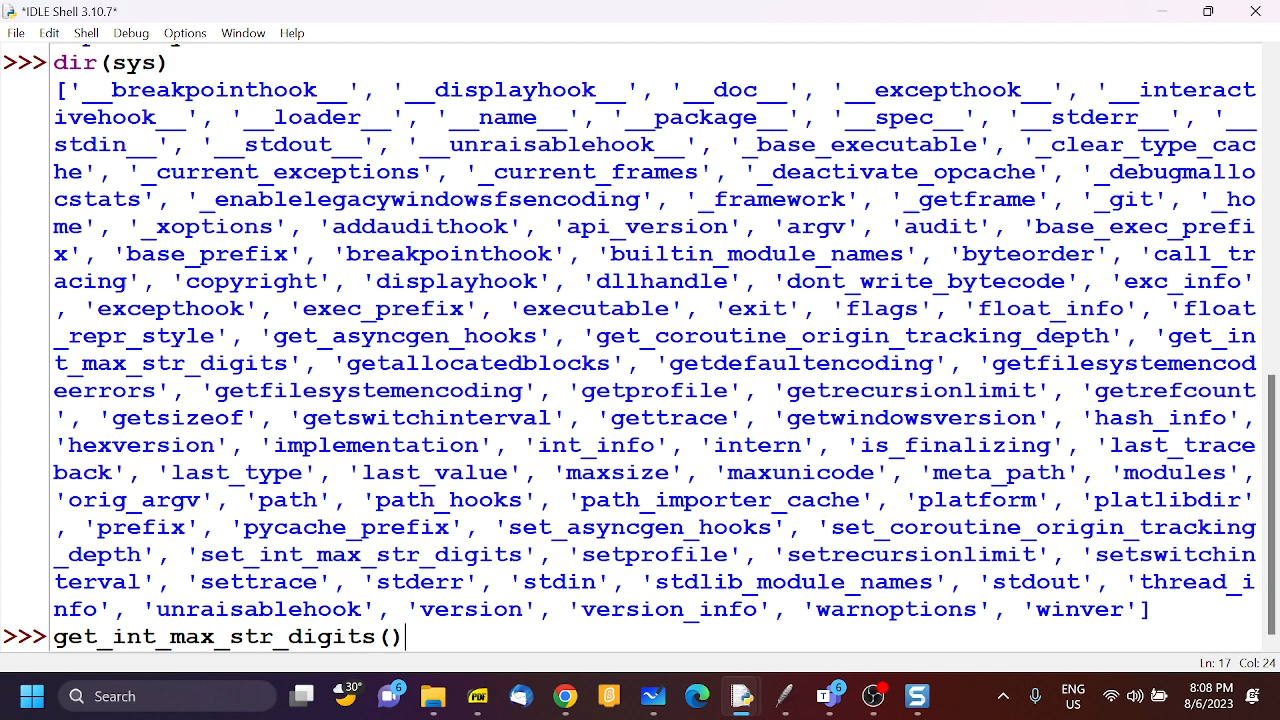 *IDLE Shell 3.10.7*
File Edit Shell Debug Options Window Help
>>> dir(sys)
['__breakpointhook__', '__displayhook__', '__doc__', '__excepthook__', '__interact
ivehook__', '__loader__', '__name__', '__package__', '__spec__', '__stderr__', '__
stdin__', '__stdout__', '__unraisablehook__', '_base_executable', '_clear_type_cac
he', '_current_exceptions', '_current_frames', '_deactivate_opcache', '_debugmallo
cstats', '_enablelegacywindowsfsencoding', '_framework', '_getframe', '_git', '_ho
me', '_xoptions', 'addaudithook', 'api_version', 'argv', 'audit', 'base_exec_prefi
x', 'base_prefix', 'breakpointhook', 'builtin_module_names', 'byteorder', 'call_tr
acing', 'copyright', 'displayhook', 'dllhandle', 'dont_write_bytecode', 'exc_info'
, 'excepthook', 'exec_prefix', 'executable', 'exit', 'flags', 'float_info', 'float
_repr_style', 'get_asyncgen_hooks', 'get_coroutine_origin_tracking_depth', 'get_in
t_max_str_digits', 'getallocatedblocks', 'getdefaultencoding', 'getfilesystemencod
eerrors', 'getfilesystemencoding', 'getprofile', 'getrecursionlimit', 'getrefcount
', 'getsizeof', 'getswitchinterval', 'gettrace', 'getwindowsversion', 'hash_info',
'hexversion', 'implementation', 'int_info', 'intern', 'is_finalizing', 'last_trace
back', 'last_type', 'last_value', 'maxsize', 'maxunicode', 'meta_path', 'modules',
'orig_argv', 'path', 'path_hooks', 'path_importer_cache', 'platform', 'platlibdir'
, 'prefix', 'pycache_prefix', 'set_asyncgen_hooks', 'set_coroutine_origin_tracking
_depth', 'set_int_max_str_digits', 'setprofile', 'setrecursionlimit', 'setswitchin
terval', 'settrace', 'stderr', 'stdin', 'stdlib_module_names', 'stdout', 'thread_i
nfo', 'unraisablehook', 'version', 'version_info', 'warnoptions', 'winver']
>>> get_int_max_str_digits()
Ln: 17 Col: 24
Search 30° 6 PDF 6 ENG 8:08 PM
US 8/6/2023